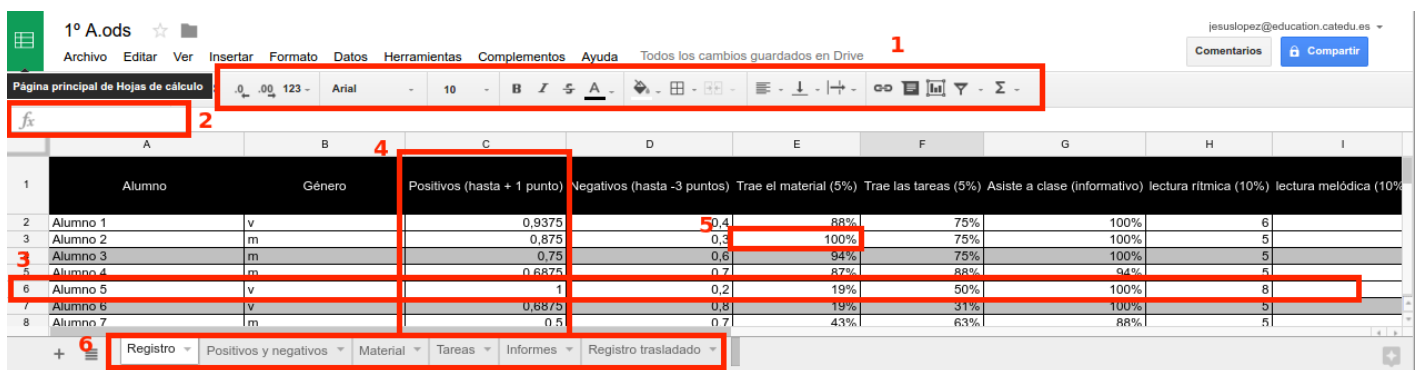 1º A.ods
jesuslopez@education.catedu.es
Archivo Editar Ver Insertar Formato Datos Herramientas Complementos Ayuda Todos los cambios guardados en Drive 1 Comentarios Compartir
Página principal de Hojas de cálculo .0 .00 123 Arial 10 B I S A Σ
fx 2
A B 4 C D E F G H I
1 Alumno Género Positivos (hasta + 1 punto) Negativos (hasta -3 puntos) Trae el material (5%) Trae las tareas (5%) Asiste a clase (informativo) lectura rítmica (10%) lectura melódica (10%
2 Alumno 1 v 0,9375 5 0,4 88% 75% 100% 6
3 Alumno 2 m 0,875 0,3 100% 75% 100% 5
3 Alumno 3 m 0,75 0,6 94% 75% 100% 5
5 Alumno 4 m 0,6875 0,7 87% 88% 94% 5
6 Alumno 5 v 1 0,2 19% 50% 100% 8
7 Alumno 6 v 0,6875 0,8 19% 31% 100% 5
8 Alumno 7 m 0,5 0,7 43% 63% 88% 5
6 Registro Positivos y negativos Material Tareas Informes Registro trasladado